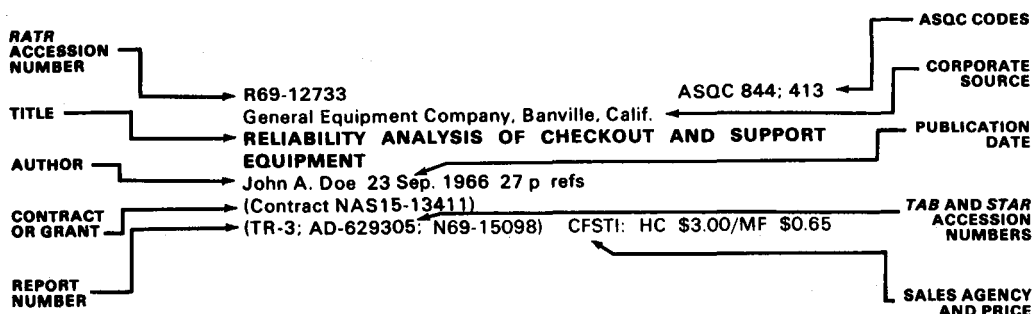 ASQC CODES
RATR
ACCESSION
NUMBER
CORPORATE
SOURCE
R69-12733 ASQC 844; 413
TITLE
General Equipment Company, Banville, Calif.
RELIABILITY ANALYSIS OF CHECKOUT AND SUPPORT
EQUIPMENT
PUBLICATION
DATE
AUTHOR
John A. Doe 23 Sep. 1966 27 p refs
CONTRACT
OR GRANT
(Contract NAS15-13411)
TAB AND STAR
ACCESSION
NUMBERS
(TR-3; AD-629305; N69-15098) CFSTI: HC $3.00/MF $0.65
REPORT
NUMBER
SALES AGENCY
AND PRICE